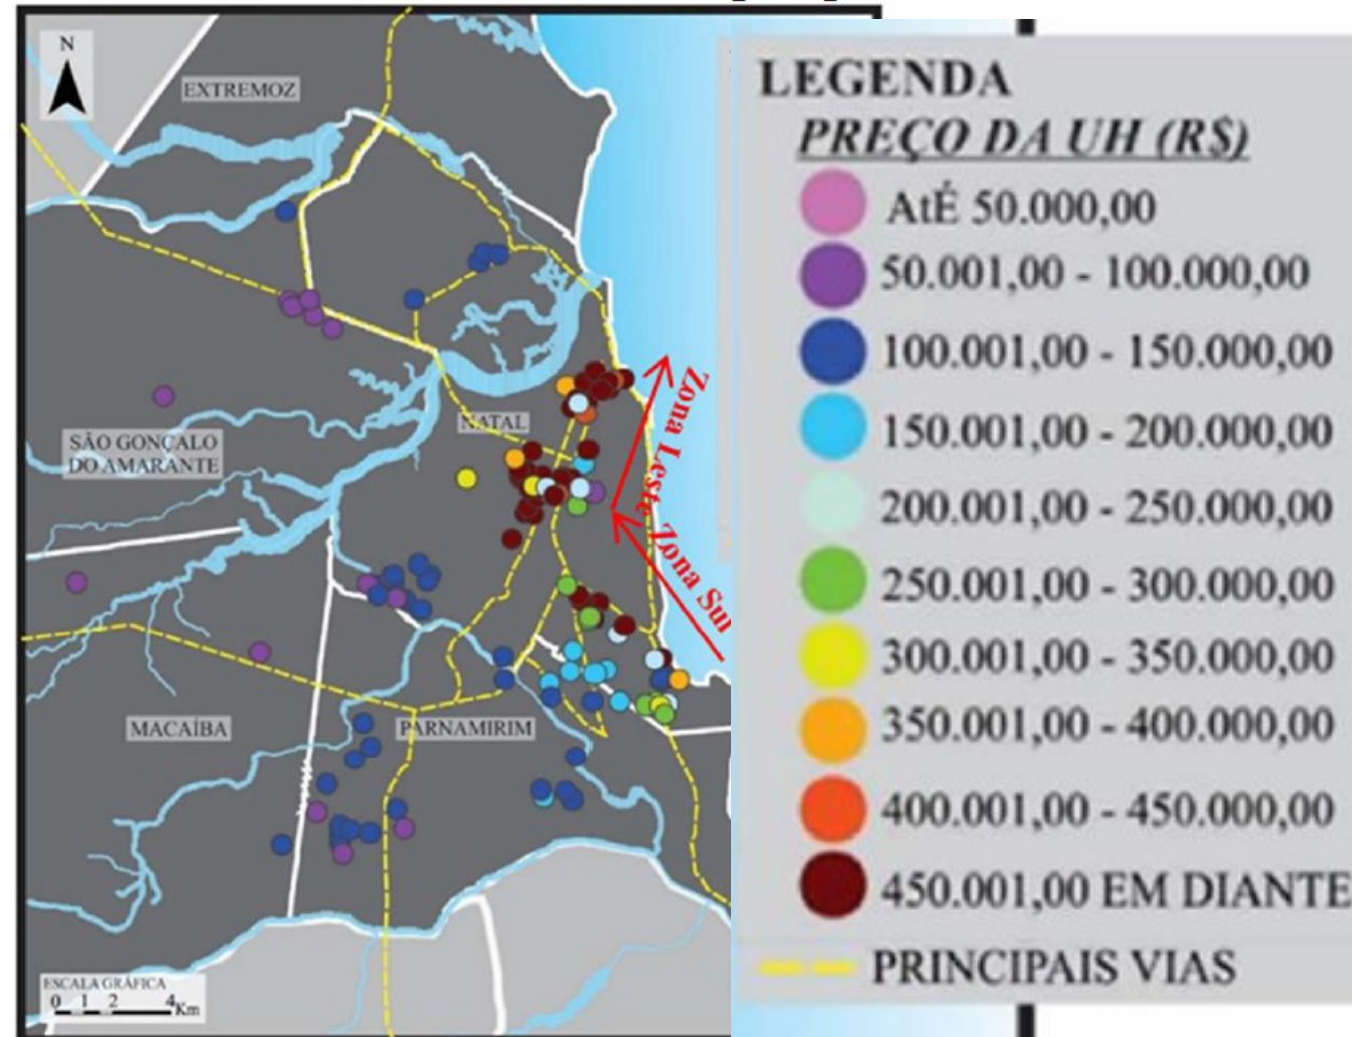 N
EXTREMOZ
NATAL
SÃO GONÇALO
DO AMARANTE
MACAÍBA
PARNAMIRIM
Zona Leste
Zona Sul
ESCALA GRÁFICA
0 1 2 4 Km
LEGENDA
PREÇO DA UH (R$)
AtÉ 50.000,00
50.001,00 - 100.000,00
100.001,00 - 150.000,00
150.001,00 - 200.000,00
200.001,00 - 250.000,00
250.001,00 - 300.000,00
300.001,00 - 350.000,00
350.001,00 - 400.000,00
400.001,00 - 450.000,00
450.001,00 EM DIANTE
PRINCIPAIS VIAS